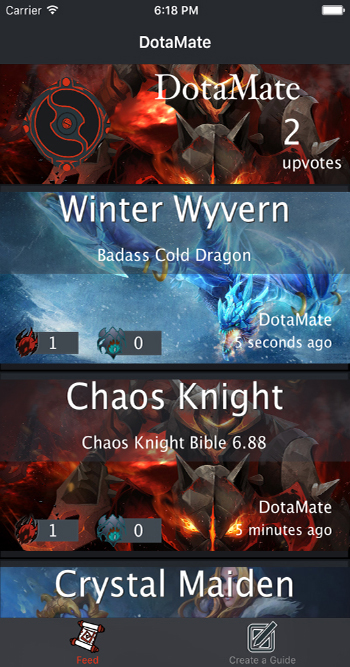 Carrier 6:18 PM
DotaMate
DotaMate
2
upvotes
Winter Wyvern
Badass Cold Dragon
DotaMate
1 0 5 seconds ago
Chaos Knight
Chaos Knight Bible 6.88
DotaMate
1 0 5 minutes ago
Crystal Maiden
Feed Create a Guide